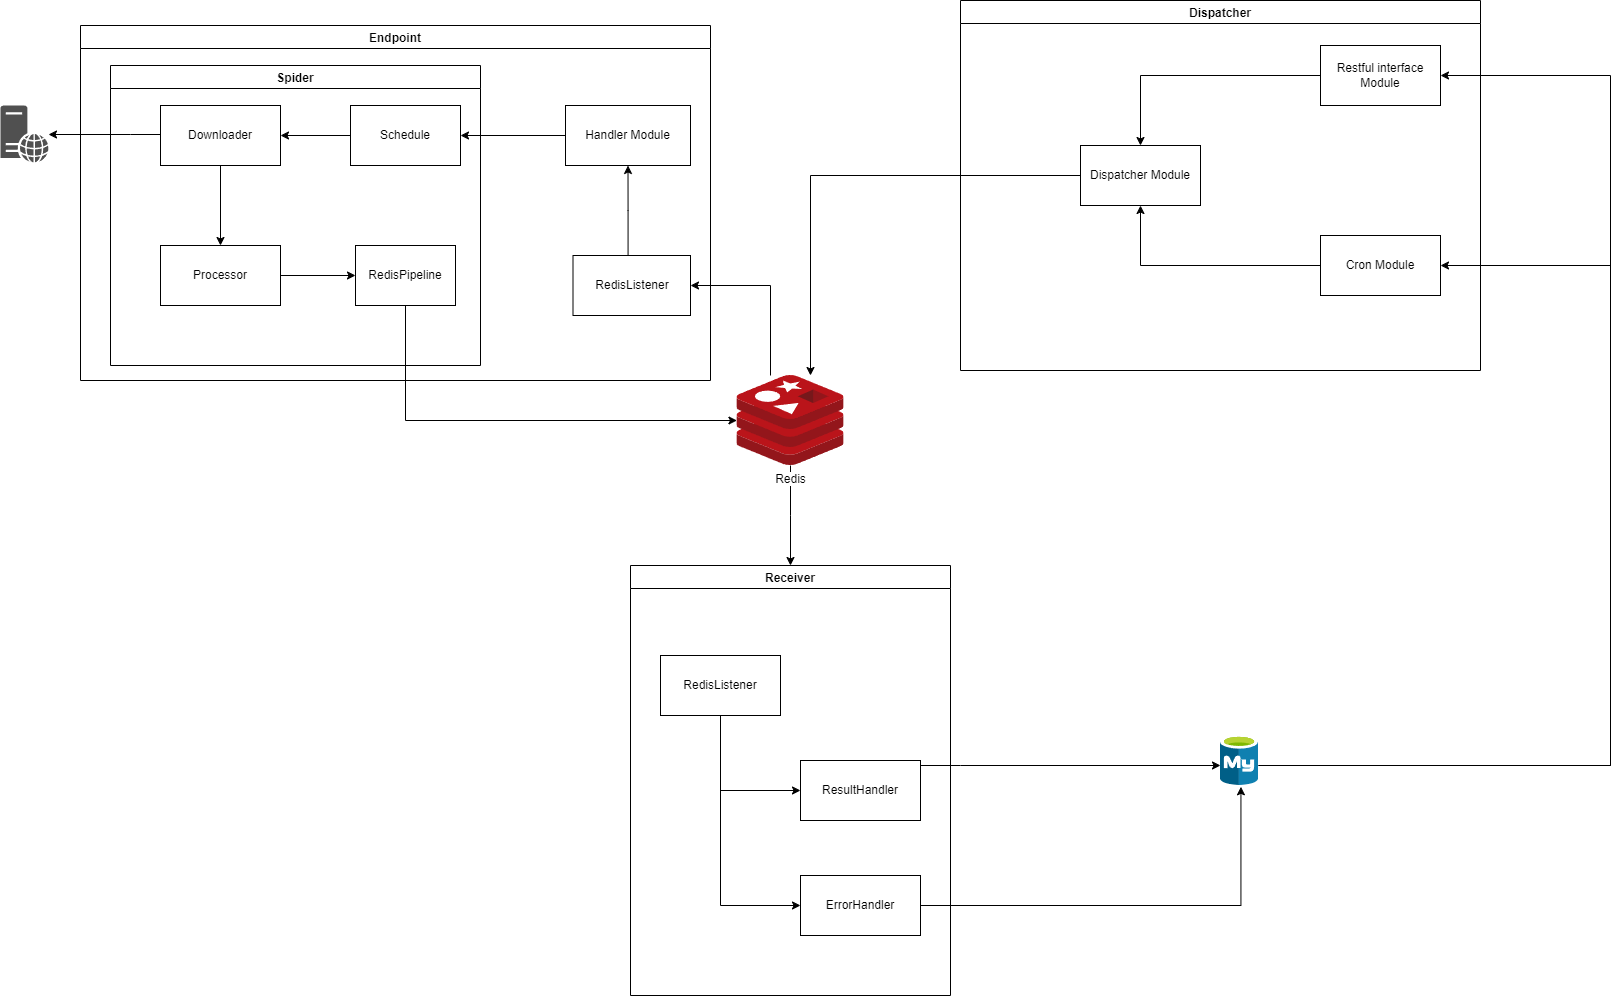 Dispatcher
Endpoint
Restful interface
Module
Spider
Downloader
Schedule
Handler Module
Dispatcher Module
Processor
RedisPipeline
RedisListener
Cron Module
Redis
Receiver
RedisListener
My
ResultHandler
ErrorHandler